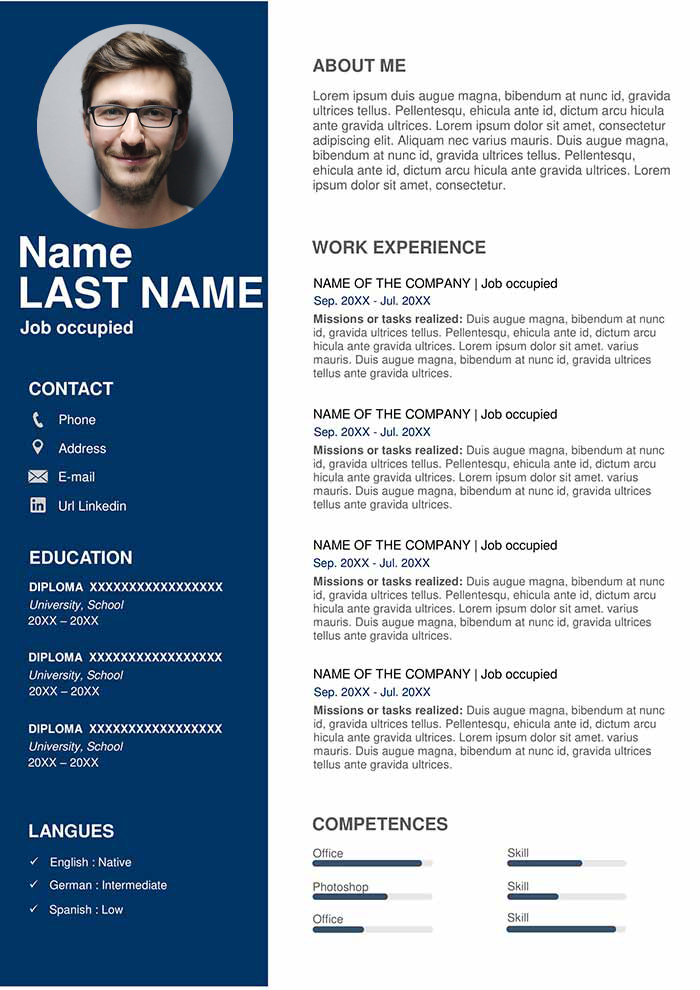 Name
LAST NAME
Job occupied
CONTACT
Phone
Address
E-mail
in
Url Linkedin
EDUCATION
DIPLOMA XXXXXXXXXXXXXXXXX
University, School
20XX – 20XX
DIPLOMA XXXXXXXXXXXXXXXXX
University, School
20XX – 20XX
DIPLOMA XXXXXXXXXXXXXXXXX
University, School
20XX – 20XX
LANGUES
English : Native
German : Intermediate
Spanish : Low
ABOUT ME
Lorem ipsum duis augue magna, bibendum at nunc id, gravida
ultrices tellus. Pellentesqu, ehicula ante id, dictum arcu
ante gravida ultrices. Lorem ipsum dolor sit amet, consectetur
adipiscing elit. Aliquam nec varius mauris. Duis augue magna,
bibendum at nunc id, gravida ultrices tellus. Pellentesqu,
ehicula ante id, dictum arcu hicula ante gravida ultrices. Lorem
ipsum dolor sit amet, consectetur.
WORK EXPERIENCE
NAME OF THE COMPANY | Job occupied
Sep. 20XX - Jul. 20XX
Missions or tasks realized: Duis augue magna, bibendum at nunc
id, gravida ultrices tellus. Pellentesqu, ehicula ante id, dictum arcu
hicula ante gravida ultrices. Lorem ipsum dolor sit amet. varius
mauris. Duis augue magna, bibendum at nunc id, gravida ultrices
tellus ultricies.
NAME OF THE COMPANY | Job occupied
Sep. 20XX - Jul. 20XX
Missions or tasks realized: Duis augue magna, bibendum at nunc
id, gravida ultrices tellus. Pellentesqu, ehicula ante id, dictum arcu
hicula ante gravida ultrices. Lorem ipsum dolor sit amet. varius
mauris. Duis augue magna, bibendum at nunc id, gravida ultrices
tellus ultricies.
NAME OF THE COMPANY | Job occupied
Sep. 20XX - Jul. 20XX
Missions or tasks realized: Duis augue magna, bibendum at nunc
id, gravida ultrices tellus. Pellentesqu, ehicula ante id, dictum arcu
hicula ante gravida ultrices. Lorem ipsum dolor sit amet. varius
mauris. Duis augue magna, bibendum at nunc id, gravida ultrices
tellus ultricies.
NAME OF THE COMPANY | Job occupied
Sep. 20XX - Jul. 20XX
Missions or tasks realized: Duis augue magna, bibendum at nunc
id, gravida ultrices tellus. Pellentesqu, ehicula ante id, dictum arcu
hicula ante gravida ultrices. Lorem ipsum dolor sit amet. varius
mauris. Duis augue magna, bibendum at nunc id, gravida ultrices
tellus ultricies.
COMPETENCES
Office
Skill
Photoshop
Skill
Office
Skill